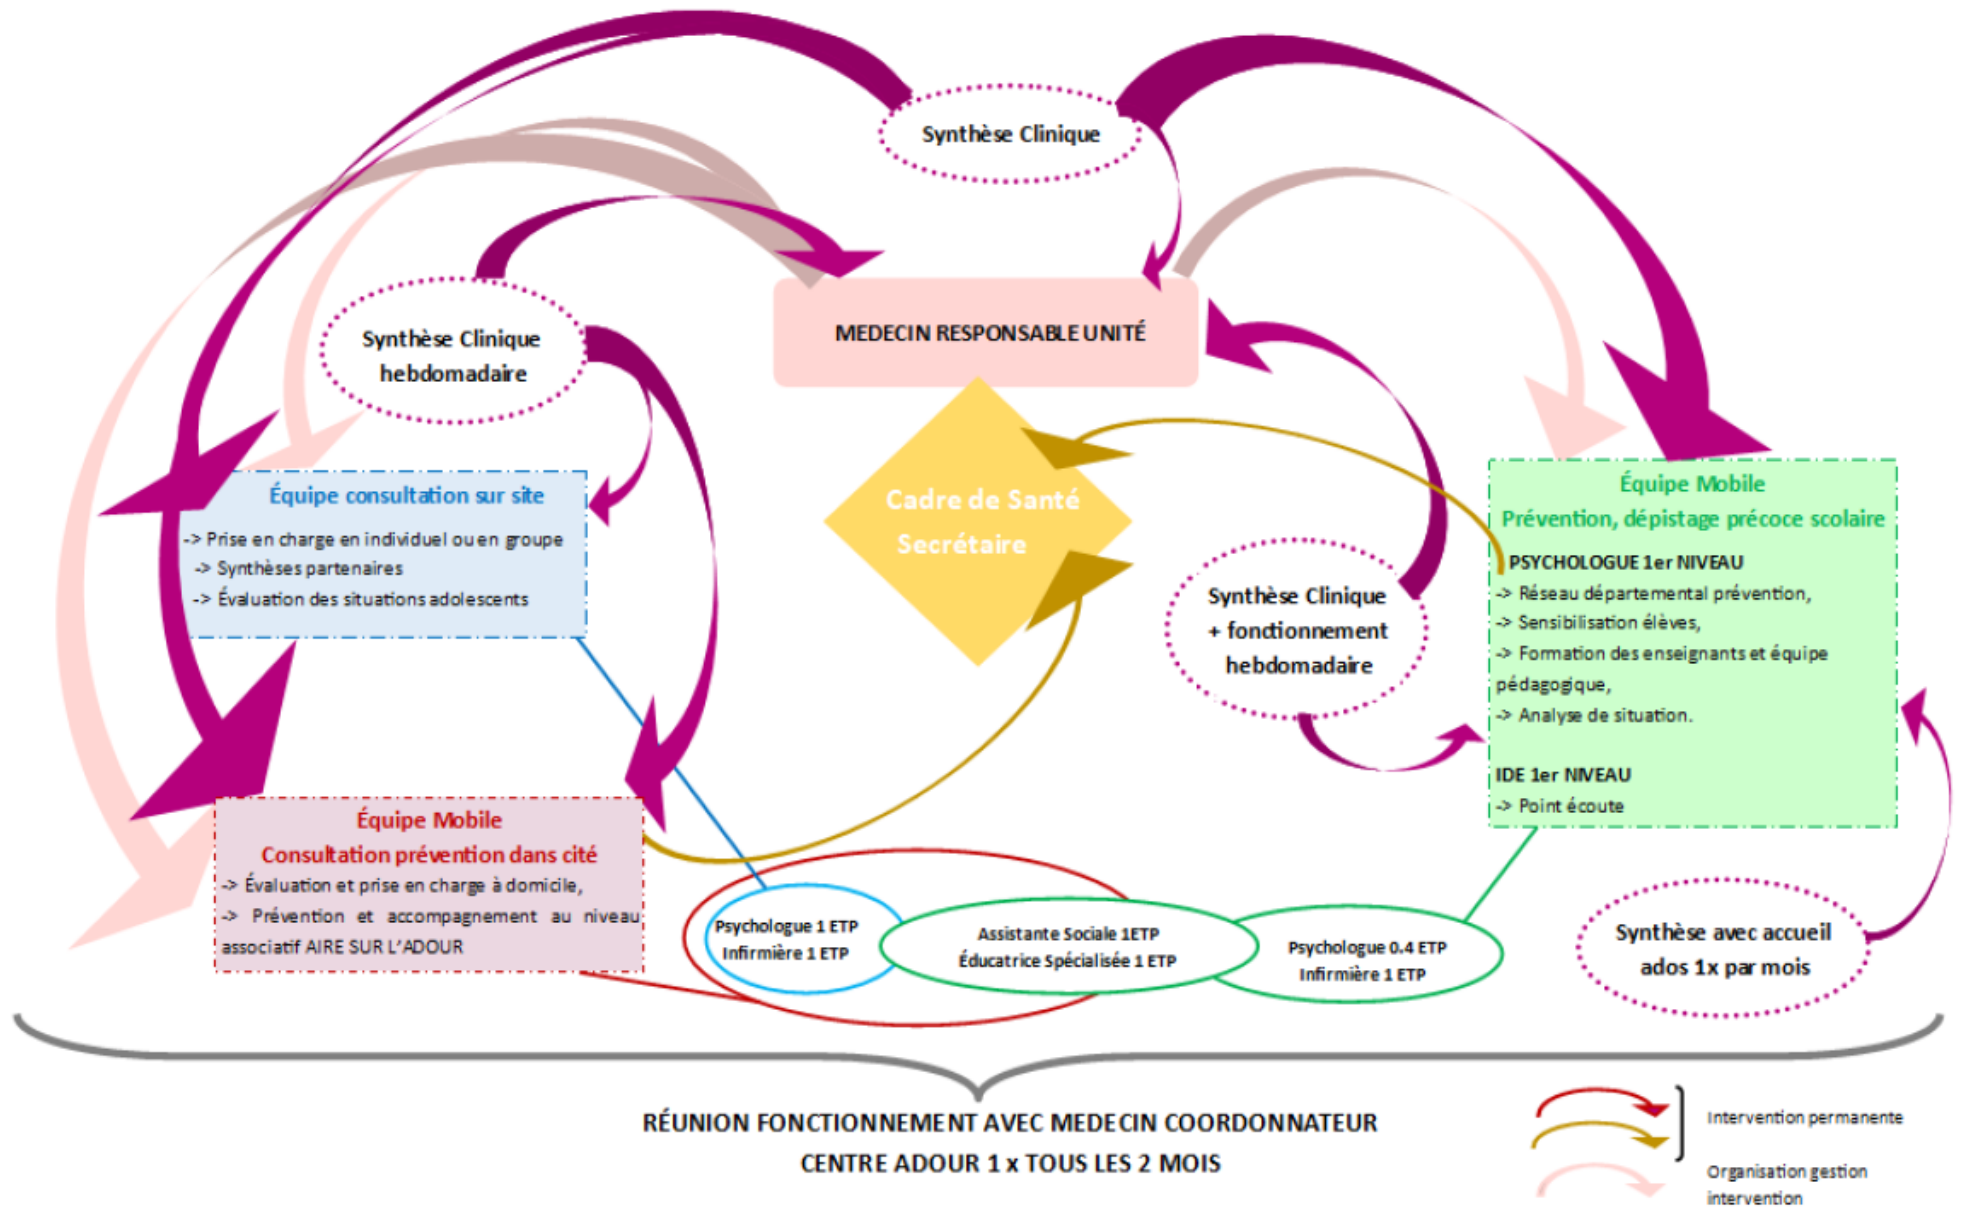 Synthèse Clinique
Synthèse Clinique
hebdomadaire
MEDECIN RESPONSABLE UNITÉ
Cadre de Santé
Secrétaire
Équipe consultation sur site
-> Prise en charge en individuel ou en groupe
-> Synthèses partenaires
-> Évaluation des situations adolescents
Synthèse Clinique
+ fonctionnement
hebdomadaire
Équipe Mobile
Prévention, dépistage précoce scolaire
PSYCHOLOGUE 1er NIVEAU
-> Réseau départemental prévention,
-> Sensibilisation élèves,
-> Formation des enseignants et équipe
pédagogique,
-> Analyse de situation.
IDE 1er NIVEAU
-> Point écoute
Équipe Mobile
Consultation prévention dans cité
-> Évaluation et prise en charge à domicile,
-> Prévention et accompagnement au niveau
associatif AIRE SUR L'ADOUR
Psychologue 1 ETP
Infirmière 1 ETP
Assistante Sociale 1ETP
Éducatrice Spécialisée 1 ETP
Psychologue 0.4 ETP
Infirmière 1 ETP
Synthèse avec accueil
ados 1x par mois
RÉUNION FONCTIONNEMENT AVEC MEDECIN COORDONNATEUR
CENTRE ADOUR 1 x TOUS LES 2 MOIS
Intervention permanente
Organisation gestion
intervention